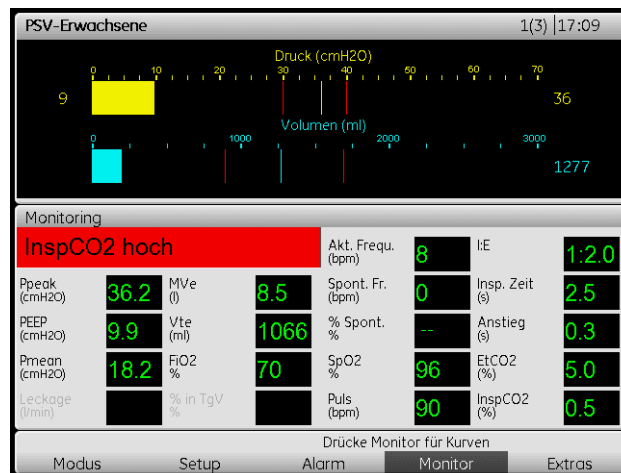 PSV-Erwachsene 1(3) 17:09
Druck (cmH2O)
0 10 20 30 40 50 60 70
9 36
Volumen (ml)
0 1000 2000 3000
1277
Monitoring
InspCO2 hoch
Akt. Frequ. (bpm) 8
I:E 1:2.0
Ppeak (cmH2O) 36.2
MVe (l) 8.5
Spont. Fr. (bpm) 0
Insp. Zeit (s) 2.5
PEEP (cmH2O) 9.9
Vte (ml) 1066
% Spont. % --
Anstieg (s) 0.3
Pmean (cmH2O) 18.2
FiO2 % 70
SpO2 % 96
EtCO2 (%) 5.0
Leckage (l/min)
% in TgV %
Puls (bpm) 90
InspCO2 (%) 0.5
Drücke Monitor für Kurven
Modus Setup Alarm Monitor Extras